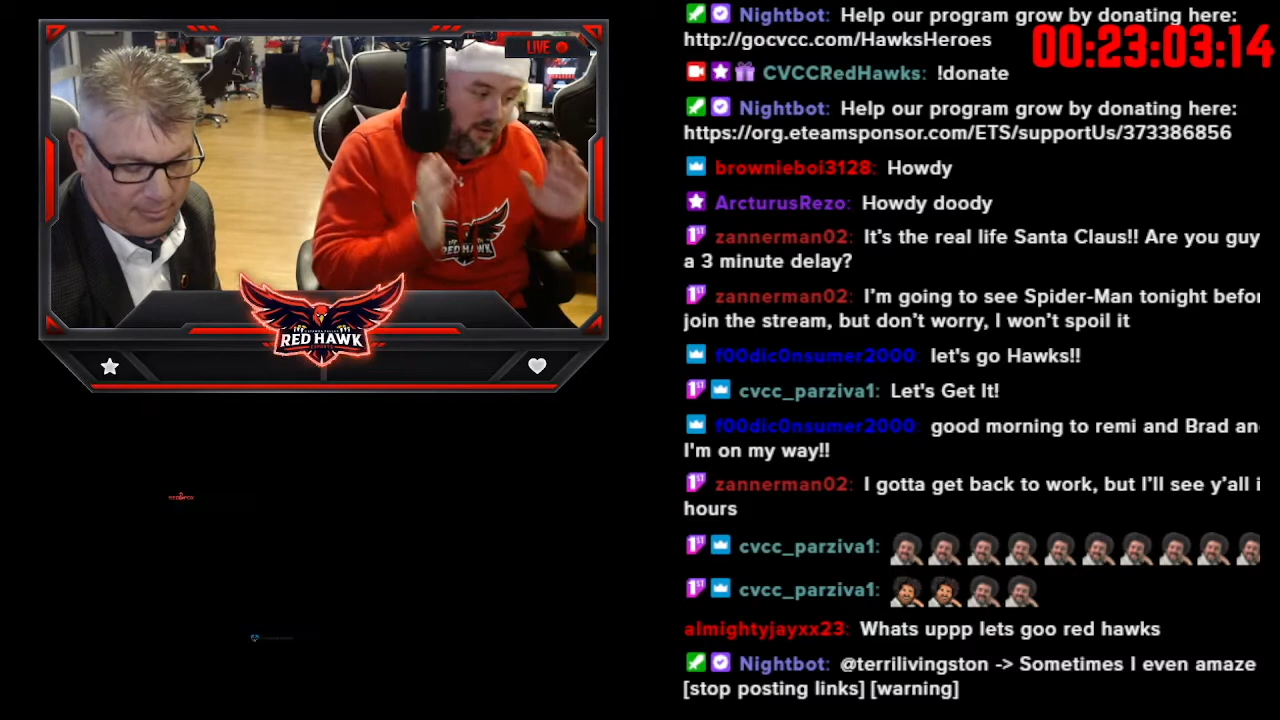 LIVE
RED HAWK
RED HAWK
ESPORTS
00:23:03:14
Nightbot: Help our program grow by donating here:
http://gocvcc.com/HawksHeroes
CVCCRedHawks: !donate
Nightbot: Help our program grow by donating here:
https://org.eteamsponsor.com/ETS/supportUs/373386856
brownieboi3128: Howdy
ArcturusRezo: Howdy doody
zannerman02: It's the real life Santa Claus!! Are you guy
a 3 minute delay?
zannerman02: I'm going to see Spider-Man tonight befor
join the stream, but don't worry, I won't spoil it
f00dic0nsumer2000: let's go Hawks!!
cvcc_parziva1: Let's Get It!
f00dic0nsumer2000: good morning to remi and Brad and
I'm on my way!!
zannerman02: I gotta get back to work, but I'll see y'all i
hours
cvcc_parziva1:
cvcc_parziva1:
almightyjayxx23: Whats uppp lets goo red hawks
Nightbot: @terrilivingston -> Sometimes I even amaze
[stop posting links] [warning]